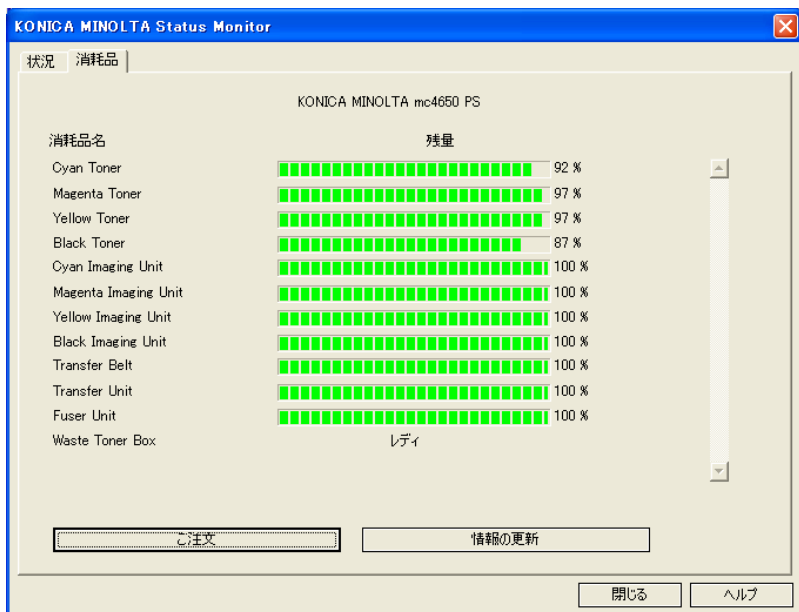 KONICA MINOLTA Status Monitor
状況 消耗品
KONICA MINOLTA mc4650 PS
消耗品名 残量
Cyan Toner 92 %
Magenta Toner 97 %
Yellow Toner 97 %
Black Toner 87 %
Cyan Imaging Unit 100 %
Magenta Imaging Unit 100 %
Yellow Imaging Unit 100 %
Black Imaging Unit 100 %
Transfer Belt 100 %
Transfer Unit 100 %
Fuser Unit 100 %
Waste Toner Box レディ
ご注文 情報の更新
閉じる ヘルプ